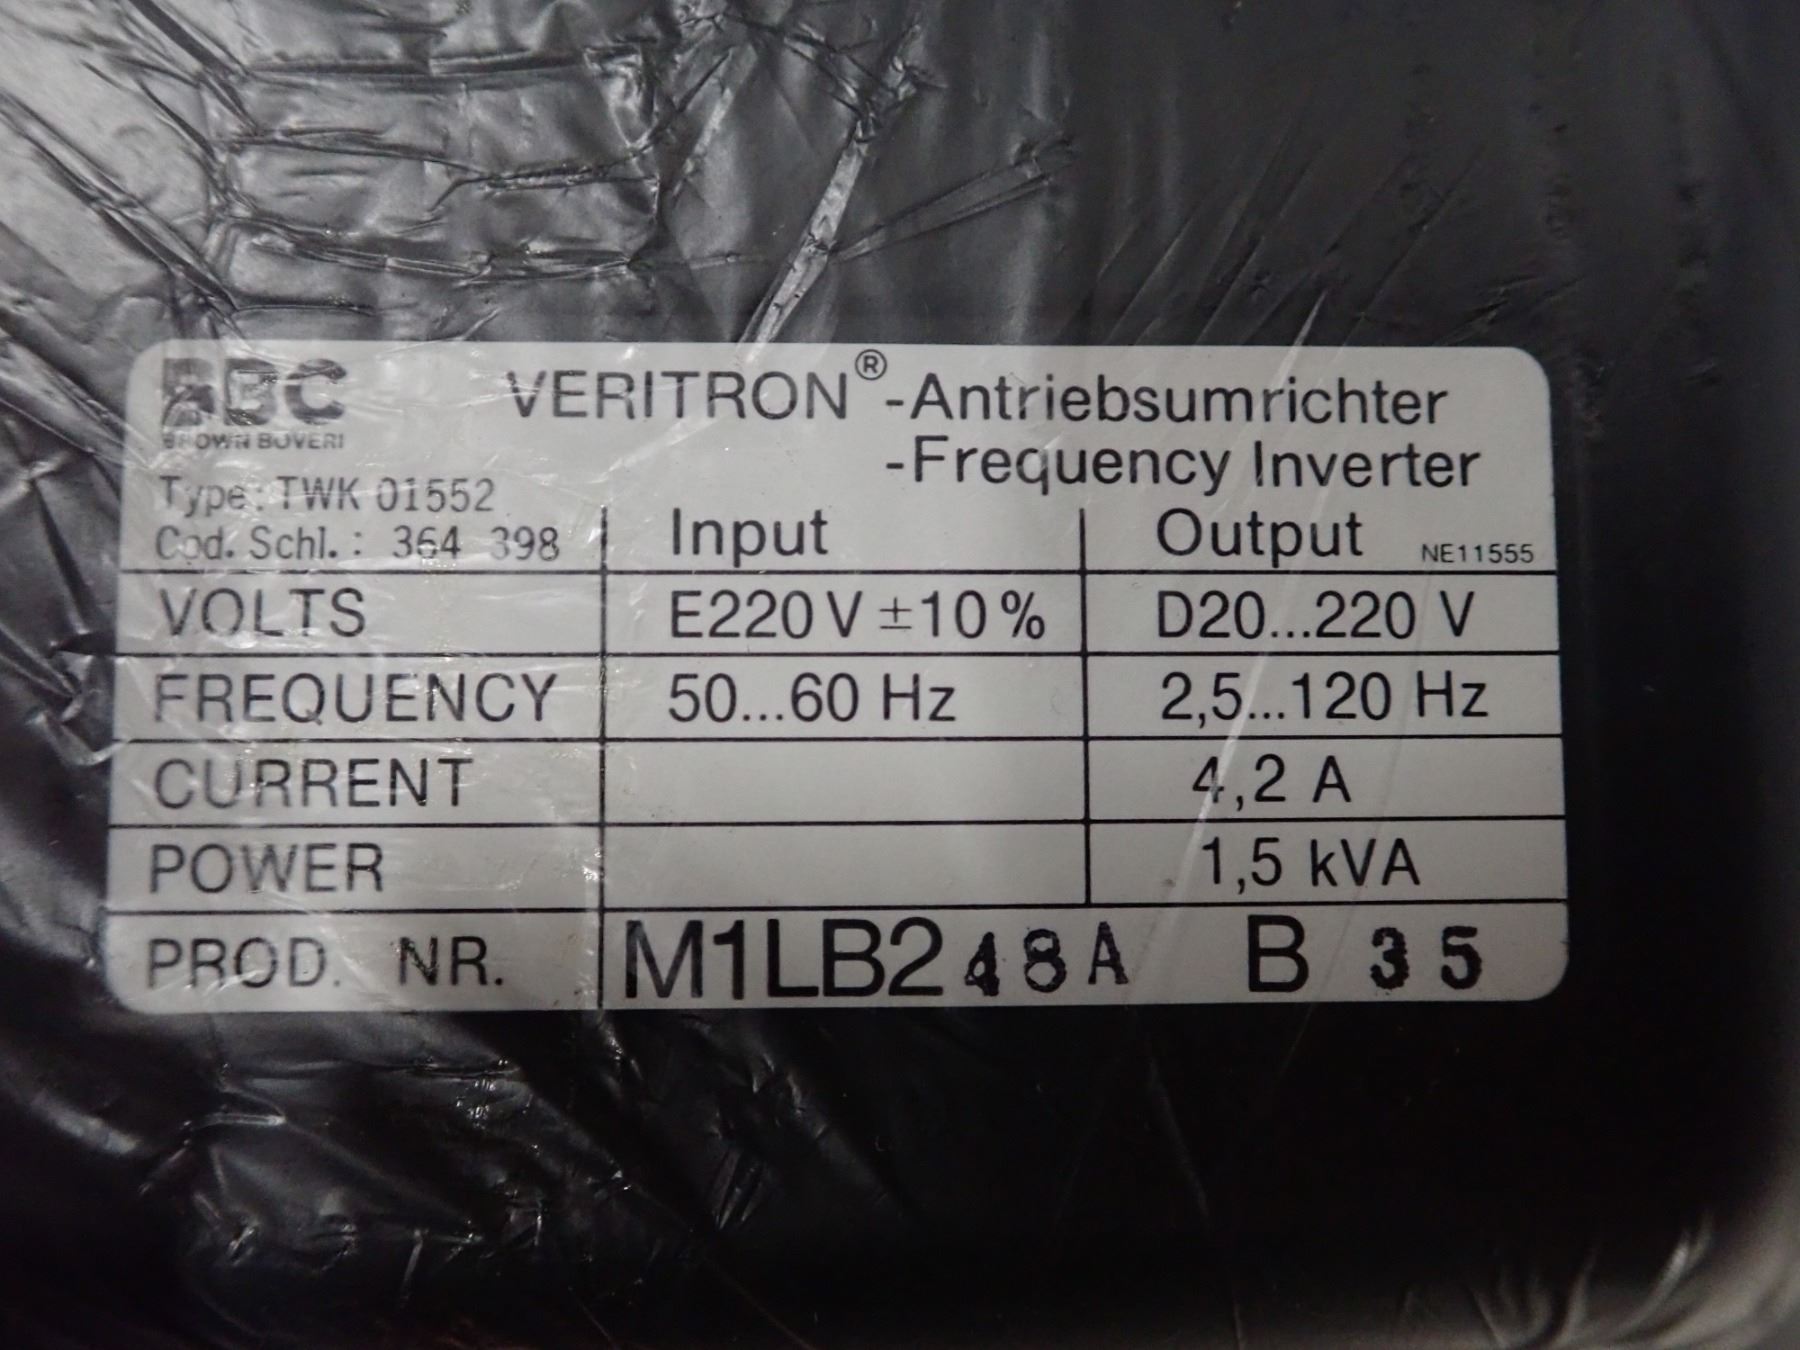 BBC
BROWN BOVERI
VERITRON®-Antriebsumrichter
-Frequency Inverter
Type: TWK 01552
Cod. Schl.: 364 398
Input
Output NE11555
VOLTS E220 V ±10 % D20...220 V
FREQUENCY 50...60 Hz 2,5...120 Hz
CURRENT 4,2 A
POWER 1,5 kVA
PROD. NR. M1LB248A B 35